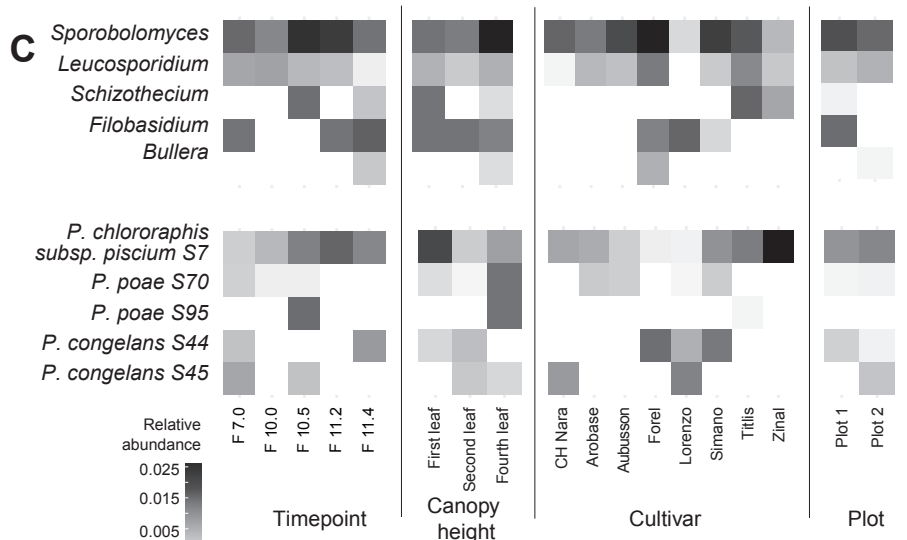 C
Sporobolomyces
Leucosporidium
Schizothecium
Filobasidium
Bullera
P. chlororaphis
subsp. piscium S7
P. poae S70
P. poae S95
P. congelans S44
P. congelans S45
Relative
abundance
0.025
0.015
0.005
F 7.0
F 10.0
F 10.5
F 11.2
F 11.4
Timepoint
First leaf
Second leaf
Fourth leaf
Canopy
height
CH Nara
Arobase
Aubusson
Forel
Lorenzo
Simano
Titlis
Zinal
Cultivar
Plot 1
Plot 2
Plot